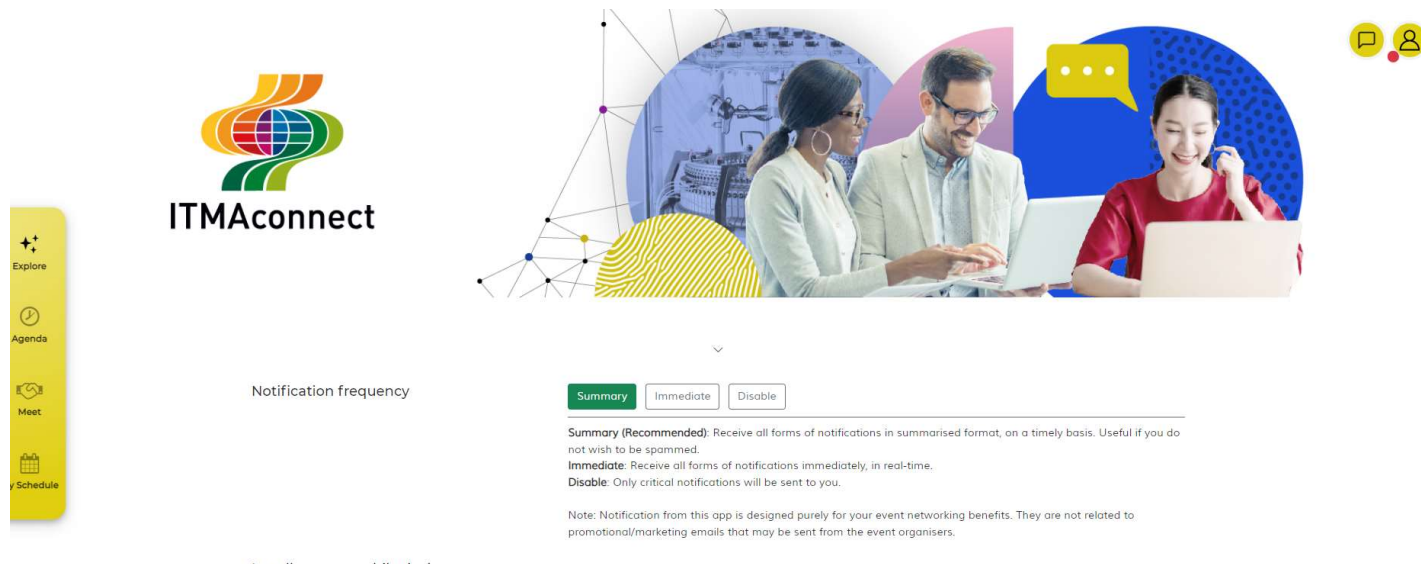 ITMAconnect
Explore
Agenda
Meet
y Schedule
Notification frequency
Summary
Immediate
Disable
Summary (Recommended): Receive all forms of notifications in summarised format, on a timely basis. Useful if you do
not wish to be spammed.
Immediate: Receive all forms of notifications immediately, in real-time.
Disable: Only critical notifications will be sent to you.
Note: Notification from this app is designed purely for your event networking benefits. They are not related to
promotional/marketing emails that may be sent from the event organisers.